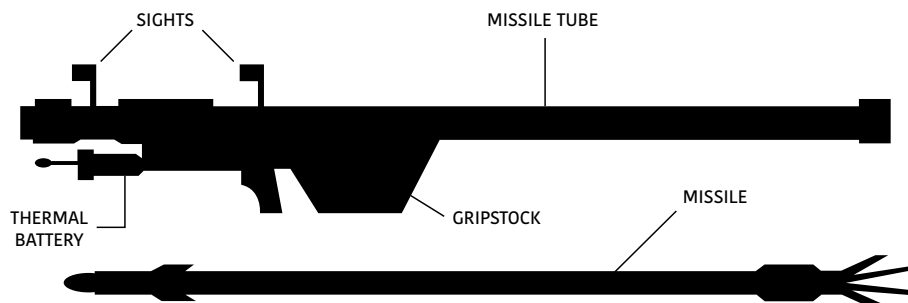 SIGHTS
MISSILE TUBE
THERMAL
BATTERY
GRIPSTOCK
MISSILE